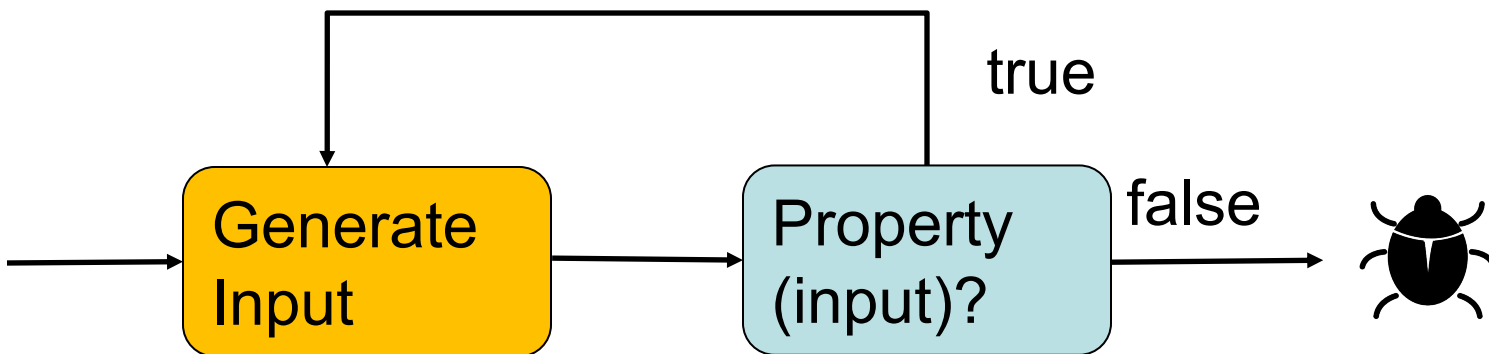 true
Generate
Input
Property
(input)?
false